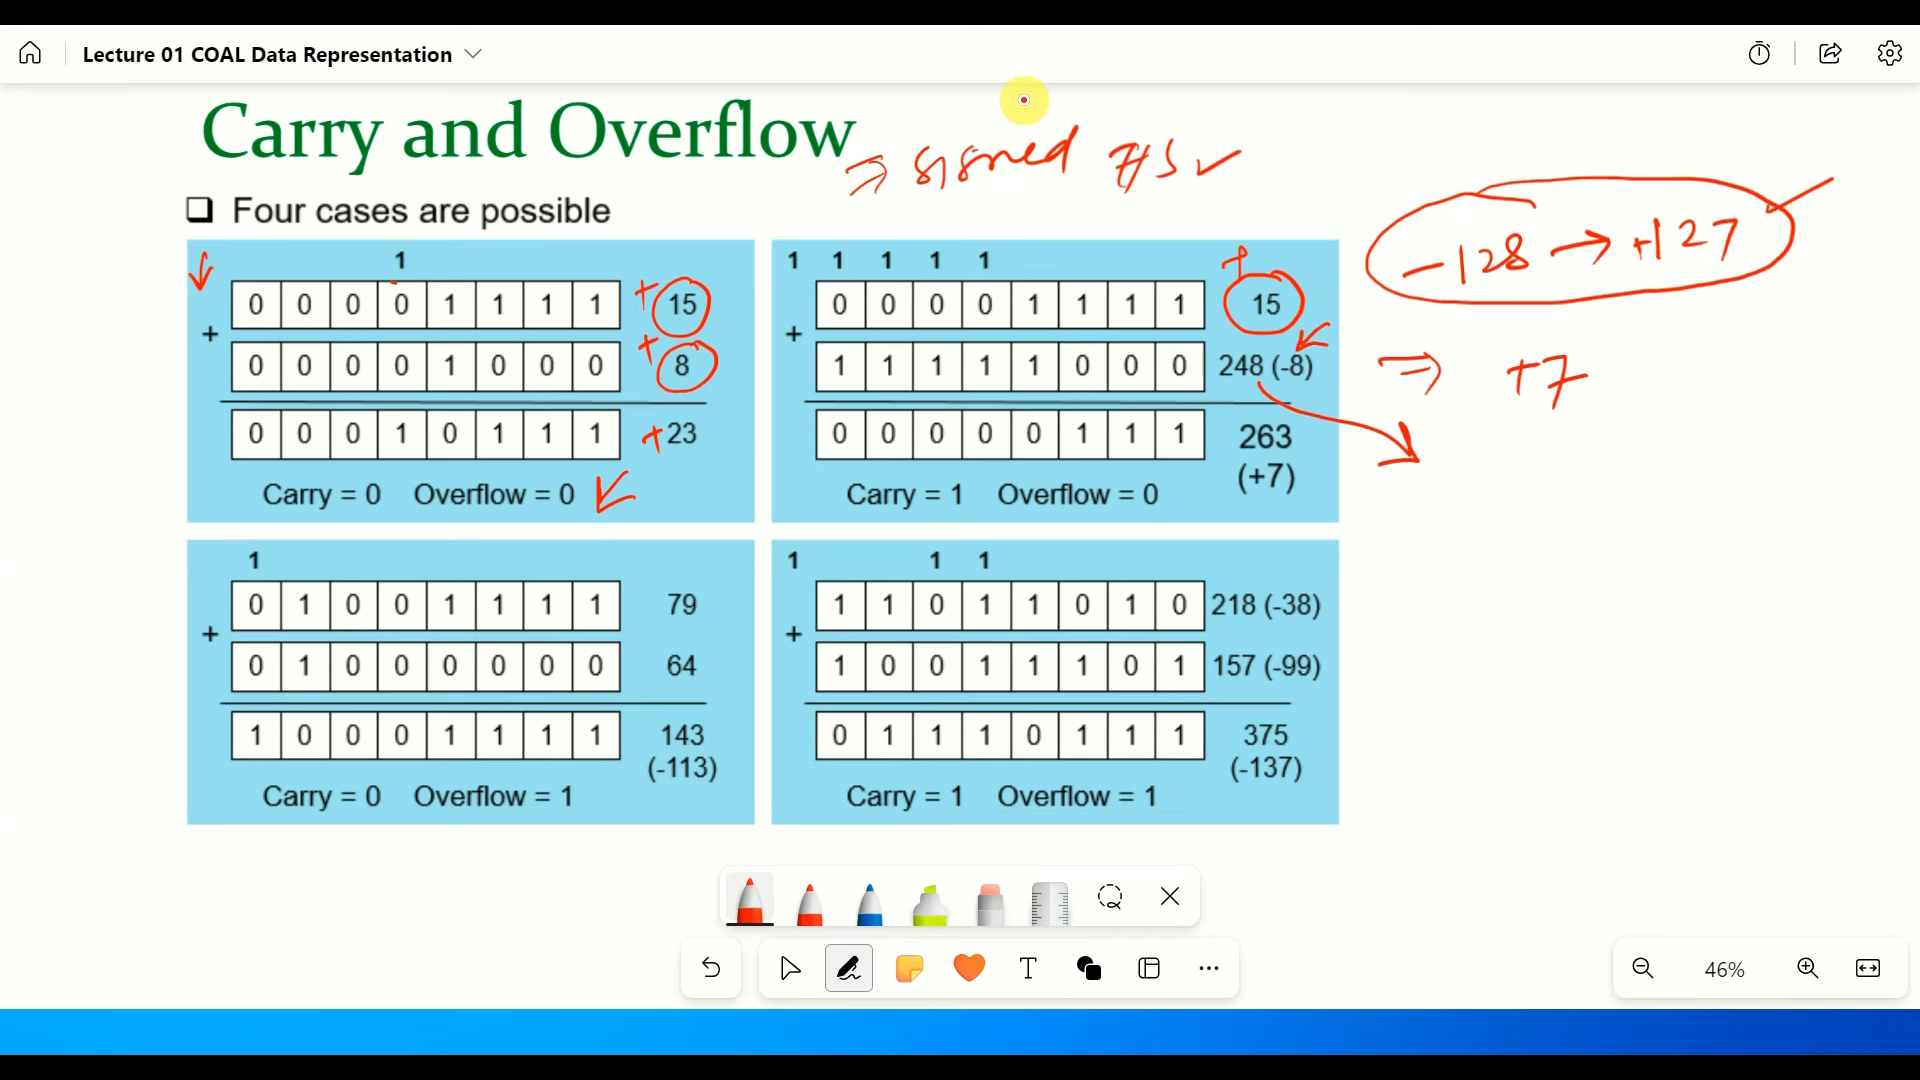 Lecture 01 COAL Data Representation
Carry and Overflow
⇒ signed #s ✓
❑ Four cases are possible
-128 → +127
1
0 0 0 0 1 1 1 1 + 15
+
0 0 0 0 1 0 0 0 + 8
0 0 0 1 0 1 1 1 + 23
Carry = 0 Overflow = 0
1 1 1 1 1
+
0 0 0 0 1 1 1 1 15
+
1 1 1 1 1 0 0 0 248 (-8)
0 0 0 0 0 1 1 1 263
(+7)
Carry = 1 Overflow = 0
⇒ +7
1
0 1 0 0 1 1 1 1 79
+
0 1 0 0 0 0 0 0 64
1 0 0 0 1 1 1 1 143
(-113)
Carry = 0 Overflow = 1
1 1 1
1 1 0 1 1 0 1 0 218 (-38)
+
1 0 0 1 1 1 0 1 157 (-99)
0 1 1 1 0 1 1 1 375
(-137)
Carry = 1 Overflow = 1
46%